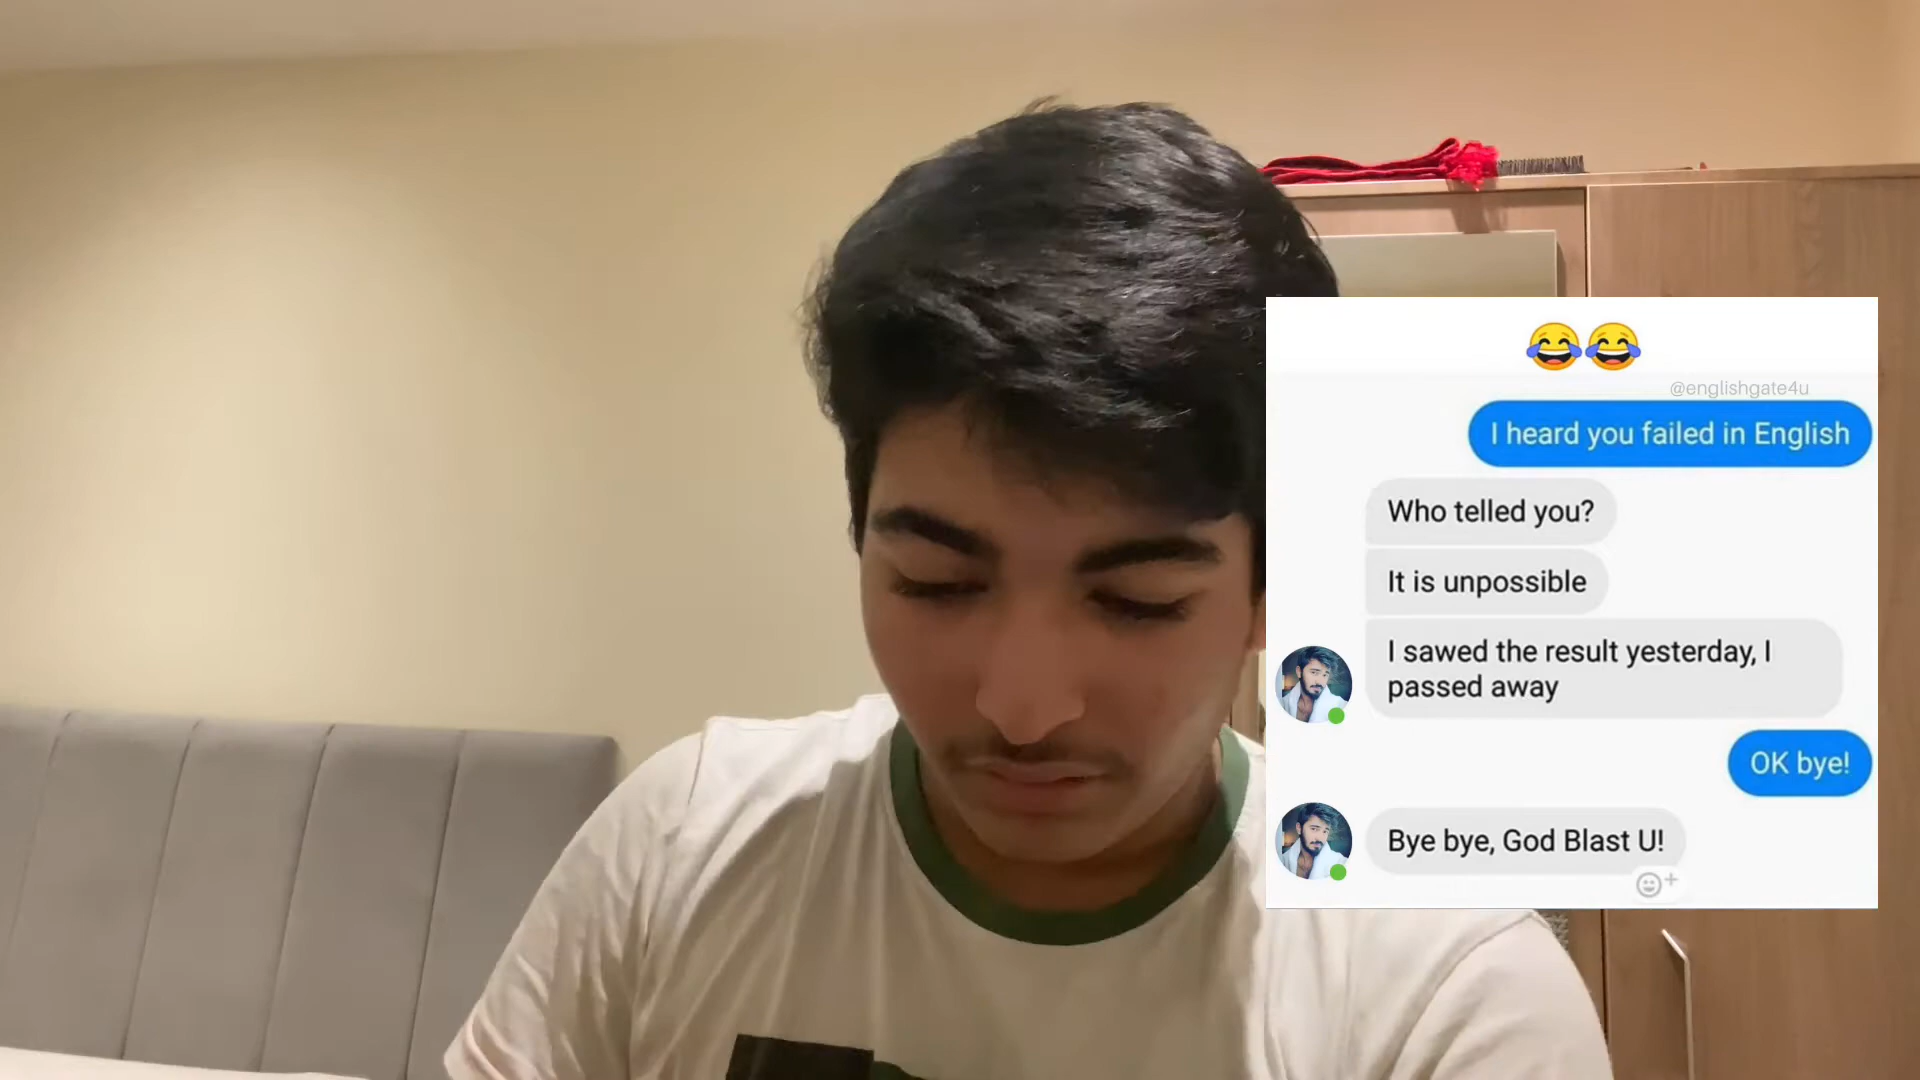 😂😂
@englishgate4u
I heard you failed in English
Who telled you?
It is unpossible
I sawed the result yesterday, I
passed away
OK bye!
Bye bye, God Blast U!